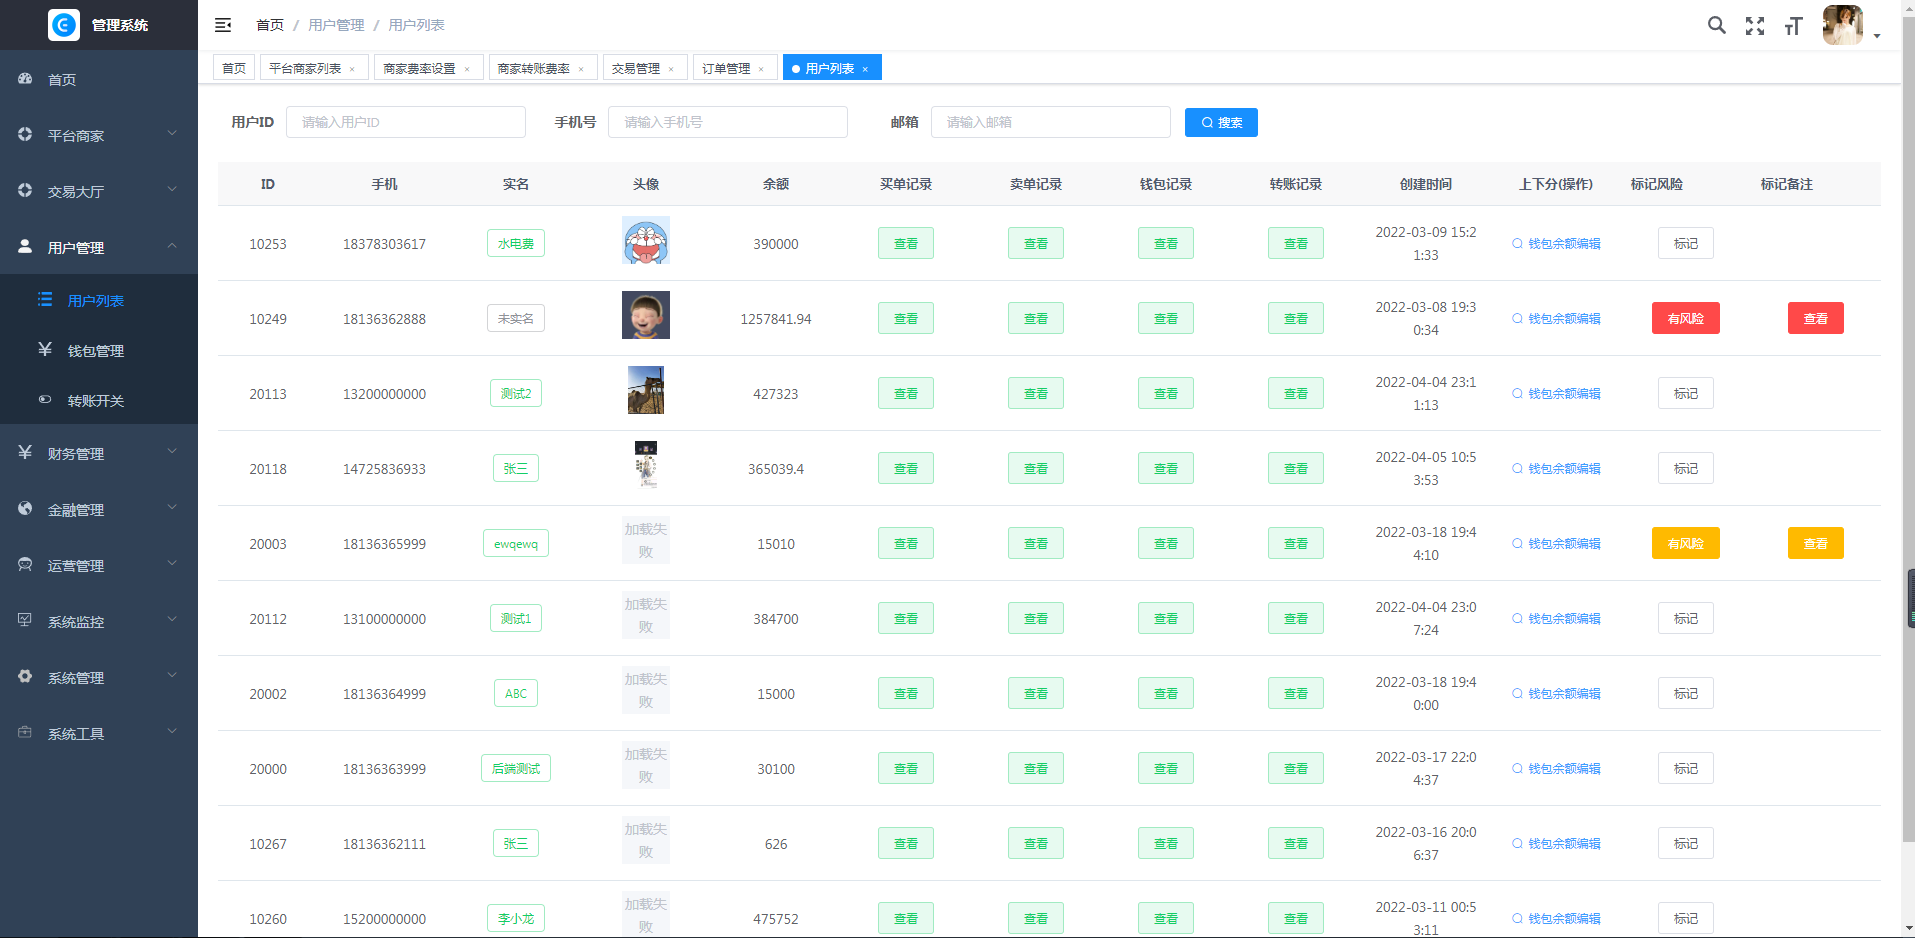 管理系统
首页
平台商家
交易大厅
用户管理
用户列表
钱包管理
转账开关
财务管理
金融管理
运营管理
系统监控
系统管理
系统工具
首页 / 用户管理 / 用户列表
首页 平台商家列表 × 商家费率设置 × 商家转账费率 × 交易管理 × 订单管理 × 用户列表 ×
用户ID 请输入用户ID 手机号 请输入手机号 邮箱 请输入邮箱 搜索
ID 手机 实名 头像 余额 买单记录 卖单记录 钱包记录 转账记录 创建时间 上下分(操作) 标记风险 标记备注
10253 18378303617 水电费 390000 查看 查看 查看 查看 2022-03-09 15:2
1:33 钱包余额编辑 标记
10249 18136362888 未实名 1257841.94 查看 查看 查看 查看 2022-03-08 19:3
0:34 钱包余额编辑 有风险 查看
20113 13200000000 测试2 427323 查看 查看 查看 查看 2022-04-04 23:1
1:13 钱包余额编辑 标记
20118 14725836933 张三 365039.4 查看 查看 查看 查看 2022-04-05 10:5
3:53 钱包余额编辑 标记
20003 18136365999 ewqewq 加载失败 15010 查看 查看 查看 查看 2022-03-18 19:4
4:10 钱包余额编辑 有风险 查看
20112 13100000000 测试1 加载失败 384700 查看 查看 查看 查看 2022-04-04 23:0
7:24 钱包余额编辑 标记
20002 18136364999 ABC 加载失败 15000 查看 查看 查看 查看 2022-03-18 19:4
0:00 钱包余额编辑 标记
20000 18136363999 后端测试 加载失败 30100 查看 查看 查看 查看 2022-03-17 22:0
4:37 钱包余额编辑 标记
10267 18136362111 张三 加载失败 626 查看 查看 查看 查看 2022-03-16 20:0
6:37 钱包余额编辑 标记
10260 15200000000 李小龙 加载失败 475752 查看 查看 查看 查看 2022-03-11 00:5
3:11 钱包余额编辑 标记